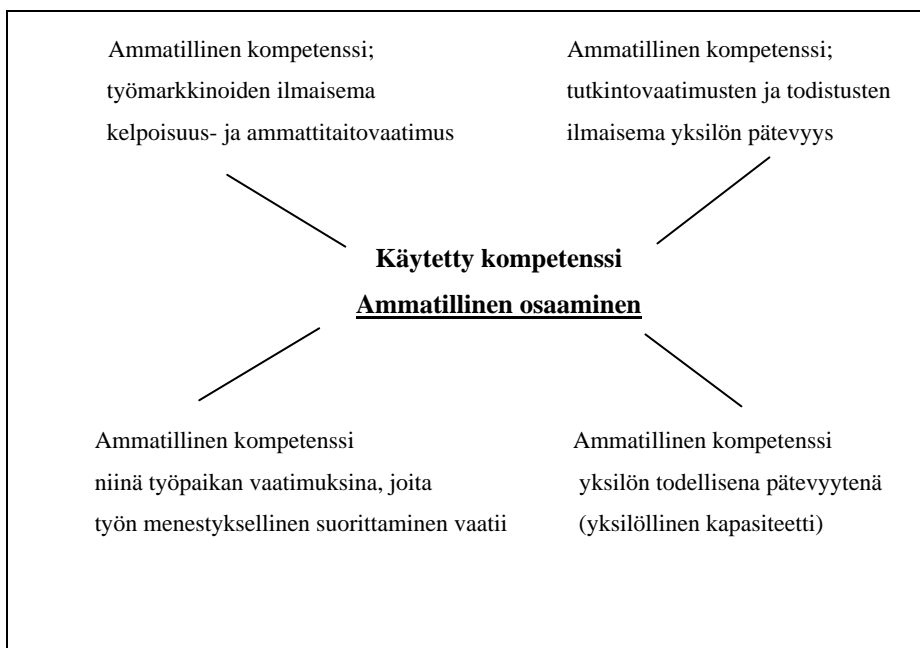 Ammatillinen kompetenssi;
työmarkkinoiden ilmaisema
kelpoisuus- ja ammattitaitovaatimus
Ammatillinen kompetenssi;
tutkintovaatimusten ja todistusten
ilmaisema yksilön pätevyys
Käytetty kompetenssi
Ammatillinen osaaminen
Ammatillinen kompetenssi
niinä työpaikan vaatimuksina, joita
työn menestyksellinen suorittaminen vaatii
Ammatillinen kompetenssi
yksilön todellisena pätevyytenä
(yksilöllinen kapasiteetti)